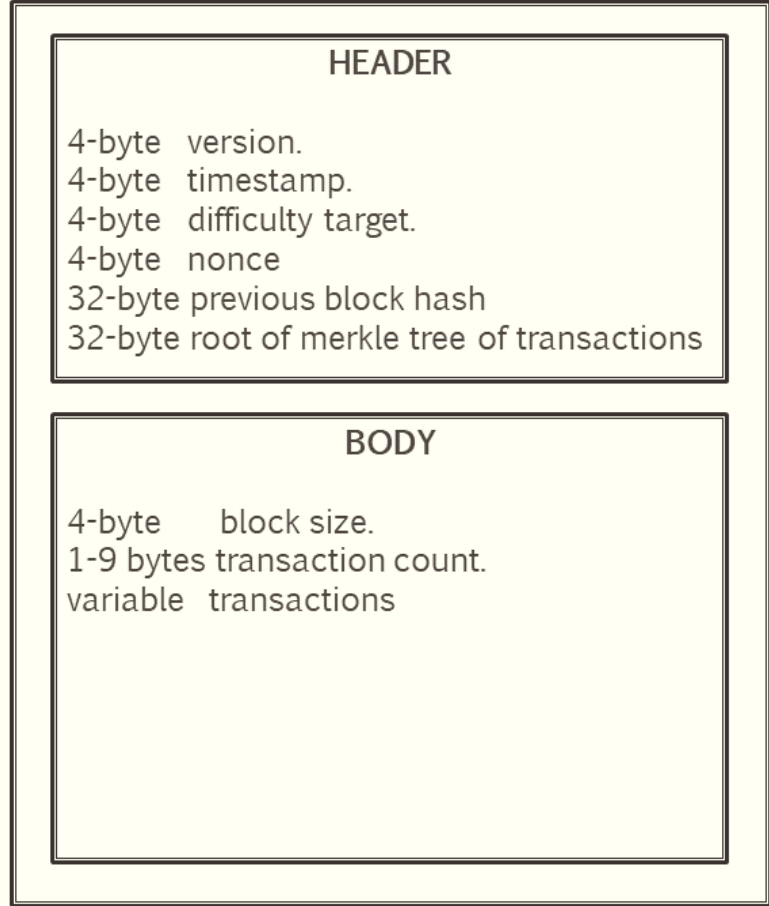 HEADER
4-byte version.
4-byte timestamp.
4-byte difficulty target.
4-byte nonce
32-byte previous block hash
32-byte root of merkle tree of transactions
BODY
4-byte block size.
1-9 bytes transaction count.
variable transactions